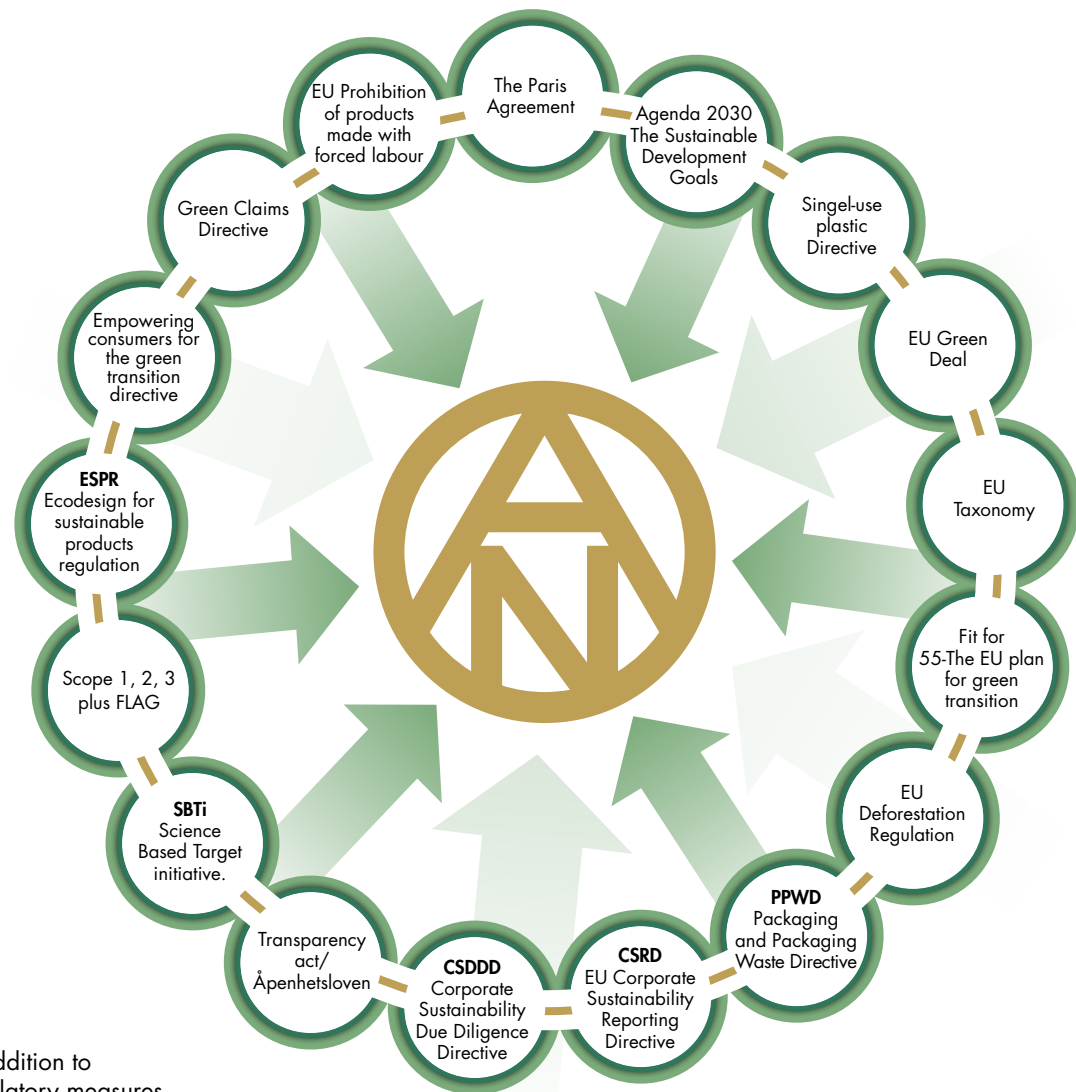 The Paris
Agreement
Agenda 2030
The Sustainable
Development
Goals
Singel-use
plastic
Directive
EU Green
Deal
EU
Taxonomy
Fit for
55-The EU plan
for green
transition
EU
Deforestation
Regulation
PPWD
Packaging
and Packaging
Waste Directive
CSRD
EU Corporate
Sustainability
Reporting
Directive
CSDDD
Corporate
Sustainability
Due Diligence
Directive
Transparency
act/
Åpenhetsloven
SBTi
Science
Based Target
initiative.
Scope 1, 2, 3
plus FLAG
ESPR
Ecodesign for
sustainable
products
regulation
Empowering
consumers for
the green
transition
directive
Green Claims
Directive
EU Prohibition
of products
made with
forced labour
AN
ddition to